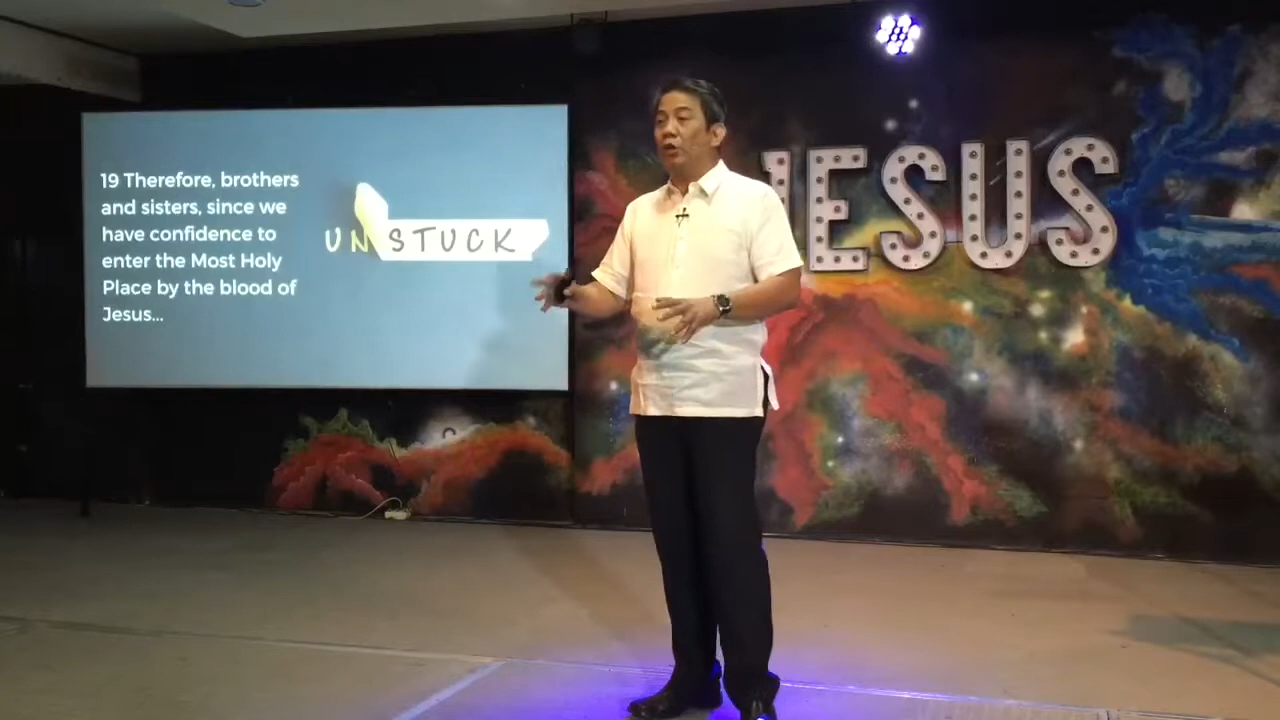 19 Therefore, brothers
and sisters, since we
have confidence to
enter the Most Holy
Place by the blood of
Jesus...
UNSTUCK
JESUS